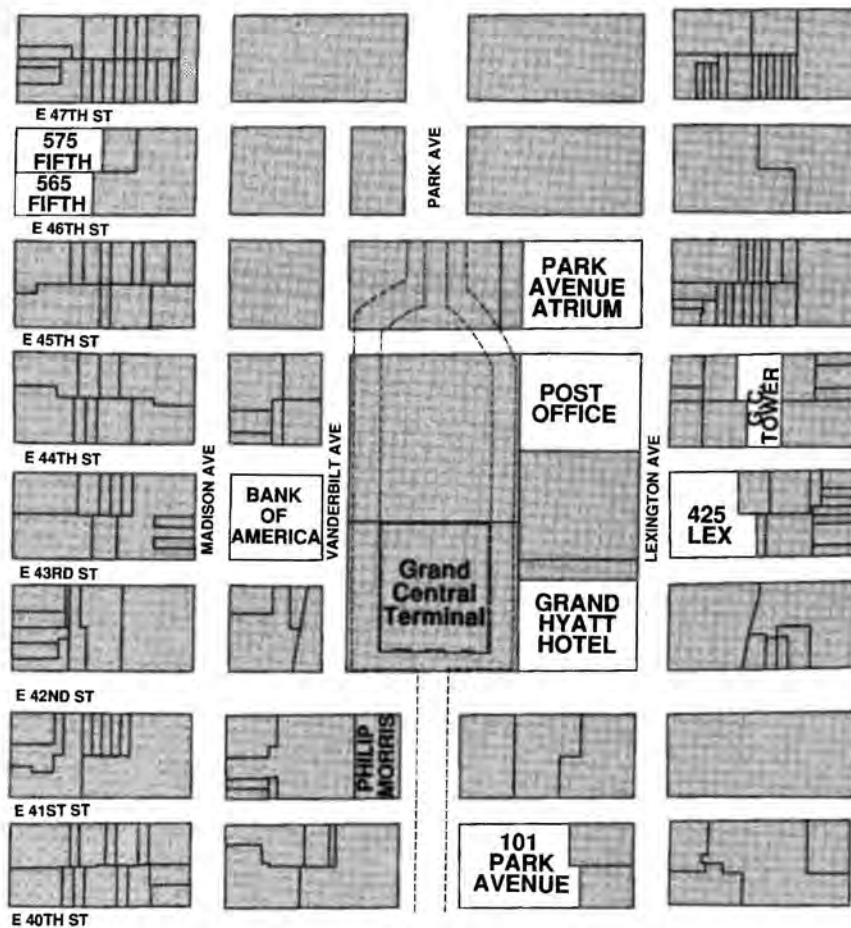 E 47TH ST
575
FIFTH
565
FIFTH
PARK AVE
E 46TH ST
PARK
AVENUE
ATRIUM
E 45TH ST
POST
OFFICE
G.C.
TOWER
E 44TH ST
MADISON AVE
BANK
OF
AMERICA
VANDERBILT AVE
LEXINGTON AVE
425
LEX
E 43RD ST
Grand
Central
Terminal
GRAND
HYATT
HOTEL
E 42ND ST
PHILIP
MORRIS
E 41ST ST
101
PARK
AVENUE
E 40TH ST